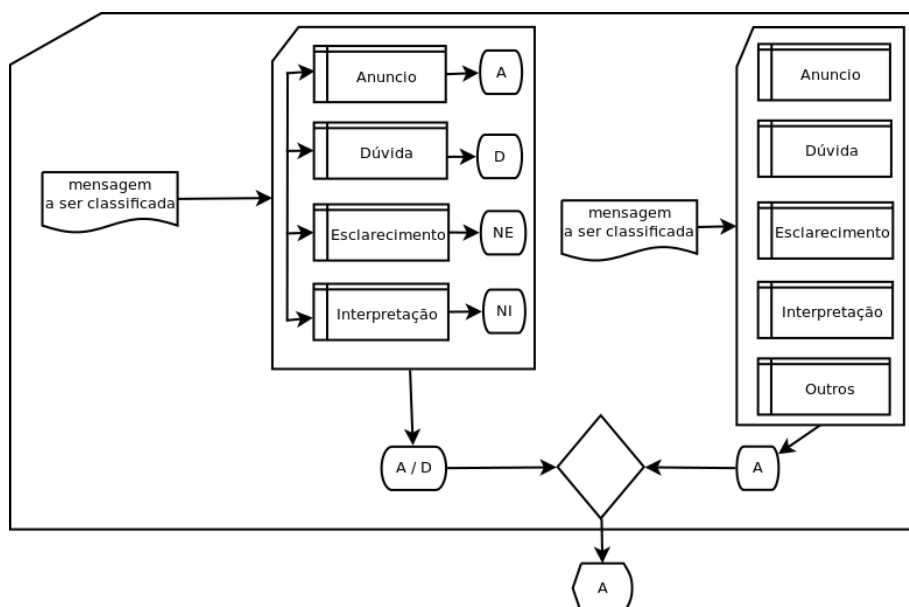 mensagem
a ser classificada
Anuncio
A
Dúvida
D
Esclarecimento
NE
Interpretação
NI
A / D
mensagem
a ser classificada
Anuncio
Dúvida
Esclarecimento
Interpretação
Outros
A
A